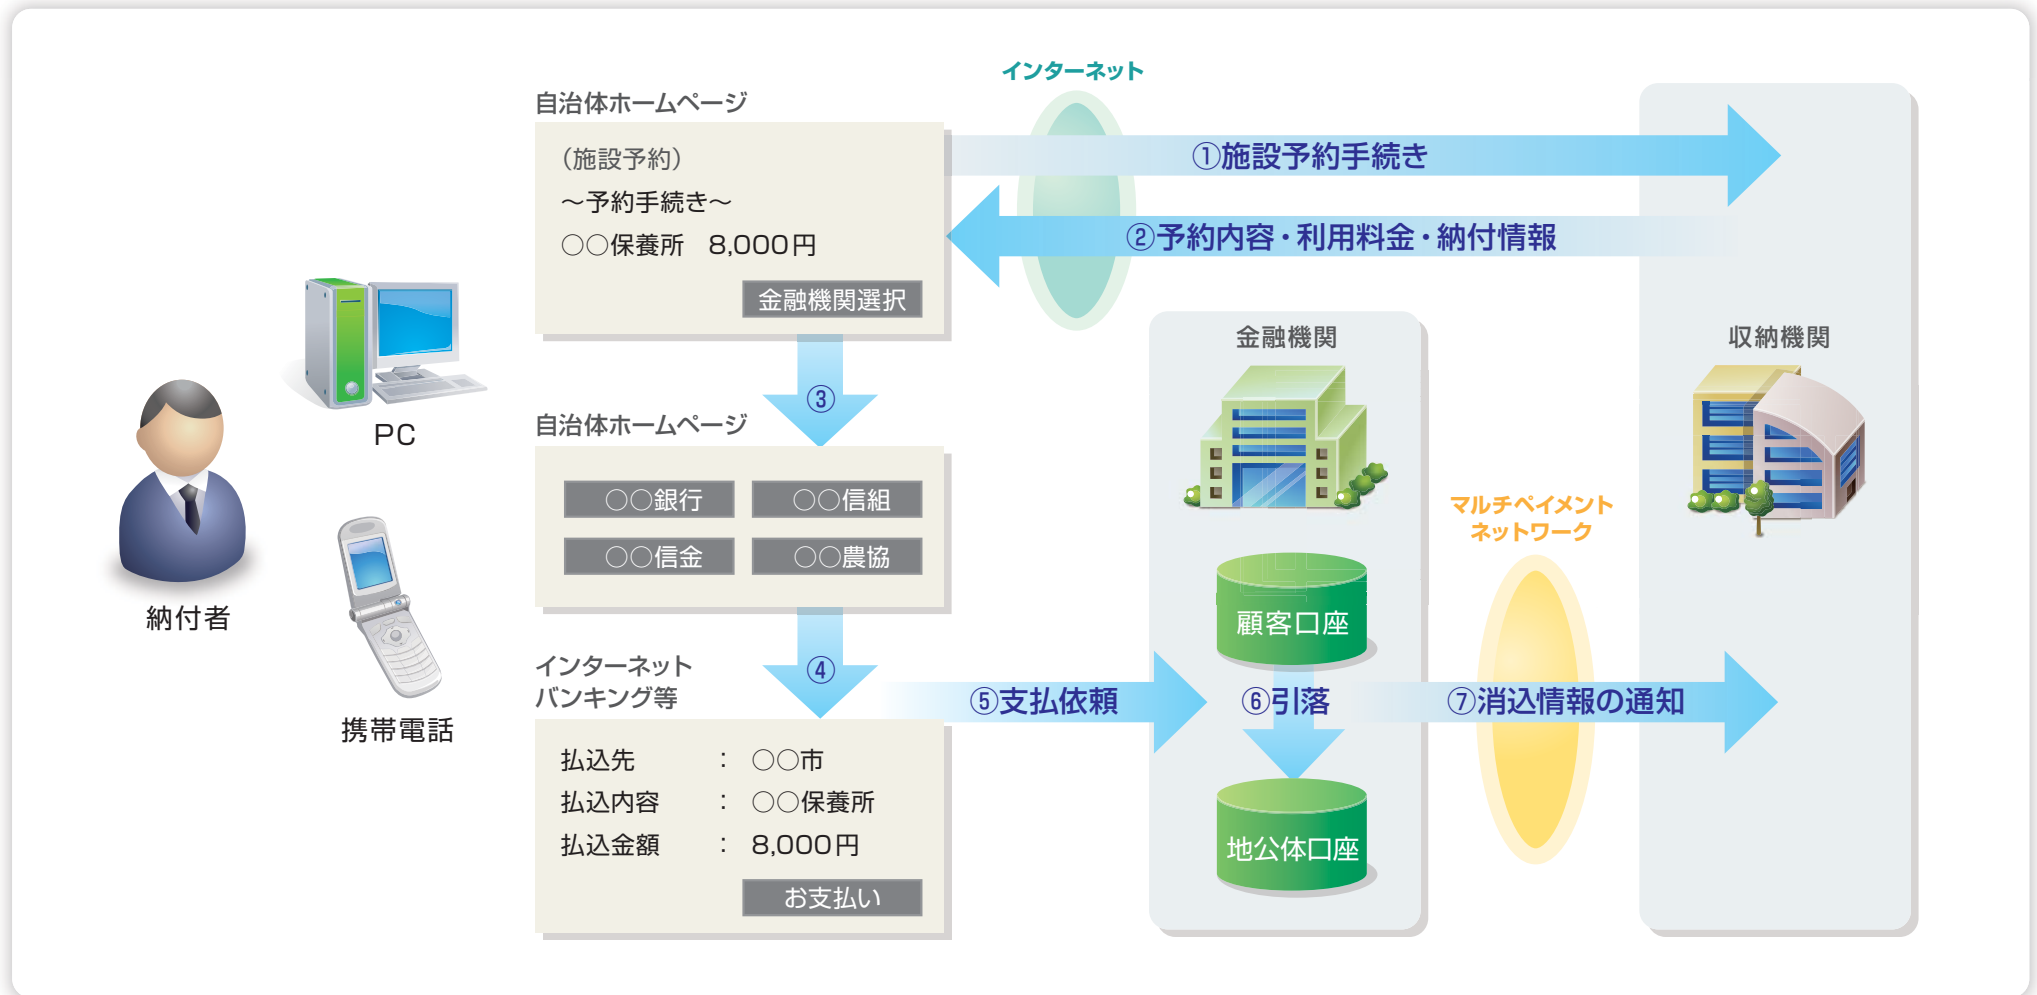 インターネット
自治体ホームページ
（施設予約）
～予約手続き～
○○保養所　8,000円
金融機関選択
①施設予約手続き
②予約内容・利用料金・納付情報
PC
納付者
携帯電話
③
自治体ホームページ
○○銀行
○○信組
○○信金
○○農協
④
インターネット
バンキング等
払込先　：　○○市
払込内容　：　○○保養所
払込金額　：　8,000円
お支払い
⑤支払依頼
金融機関
顧客口座
⑥引落
地公体口座
マルチペイメント
ネットワーク
⑦消込情報の通知
収納機関